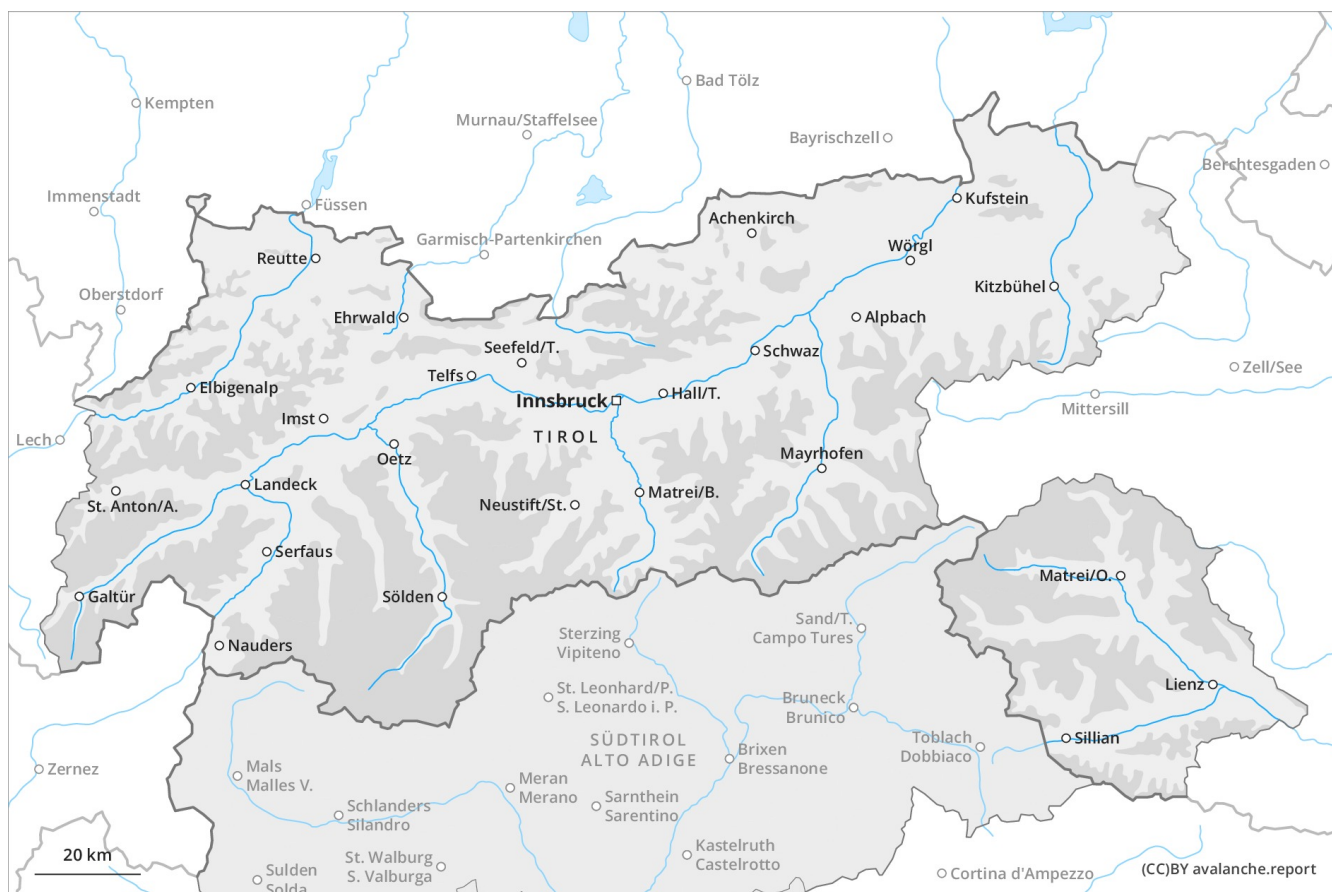 Bad Tölz
Kempten
Murnau/Staffelsee
Bayrischzell
Berchtesgaden
Immenstadt
Füssen
Kufstein
Achenkirch
Garmisch-Partenkirchen
Wörgl
Reutte
Kitzbühel
Oberstdorf
Ehrwald
Alpbach
Seefeld/T.
Schwaz
Zell/See
Telfs
Elbigenalp
Innsbruck
Hall/T.
Mittersill
Imst
TIROL
Lech
Oetz
Mayrhofen
Landeck
St. Anton/A.
Neustift/St.
Matrei/B.
Serfaus
Matrei/O.
Galtür
Sölden
Sand/T.
Campo Tures
Sterzing
Vipiteno
Nauders
Lienz
St. Leonhard/P.
S. Leonardo i. P.
Bruneck
Brunico
SÜDTIROL
ALTO ADIGE
Toblach
Dobbiaco
Sillian
Brixen
Bressanone
Zernez
Mals
Malles V.
Meran
Merano
Sarnthein
Sarentino
Schlanders
Silandro
20 km
St. Walburg
S. Valburga
Kastelruth
Castelrotto
Sulden
Solda
Cortina d'Ampezzo
(CC)BY avalanche.report